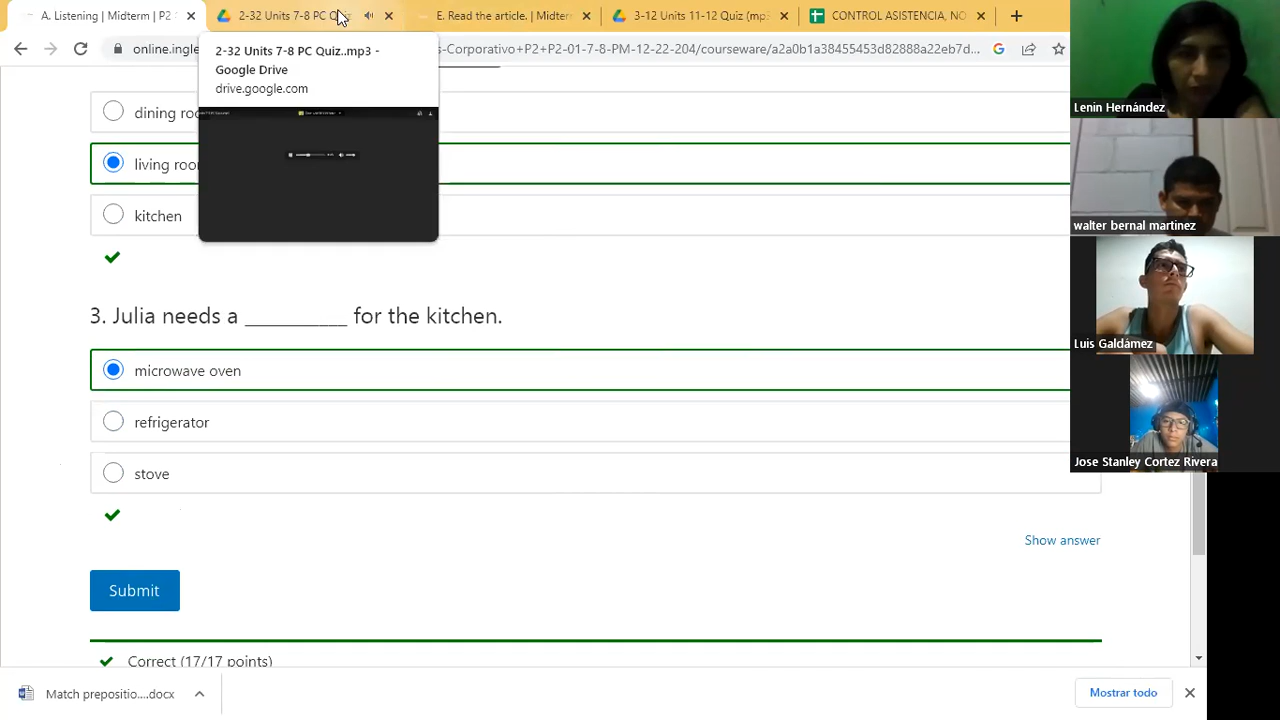 A. Listening | Midterm | P2
2-32 Units 7-8 PC Quiz
E. Read the article. | Midterm
3-12 Units 11-12 Quiz (mp3
CONTROL ASISTENCIA, NO
online.ingle
s-Corporativo+P2+P2-01-7-8-PM-12-22-204/courseware/a2a0b1a38455d82888a22eb7d...
2-32 Units 7-8 PC Quiz..mp3 -
Google Drive
drive.google.com
dining roo
living roo
kitchen
3. Julia needs a ___________ for the kitchen.
microwave oven
refrigerator
stove
Show answer
Submit
Correct (17/17 points)
Match prepositio....docx
Mostrar todo
Lenin Hernández
walter bernal martinez
Luis Galdámez
Jose Stanley Cortez Rivera